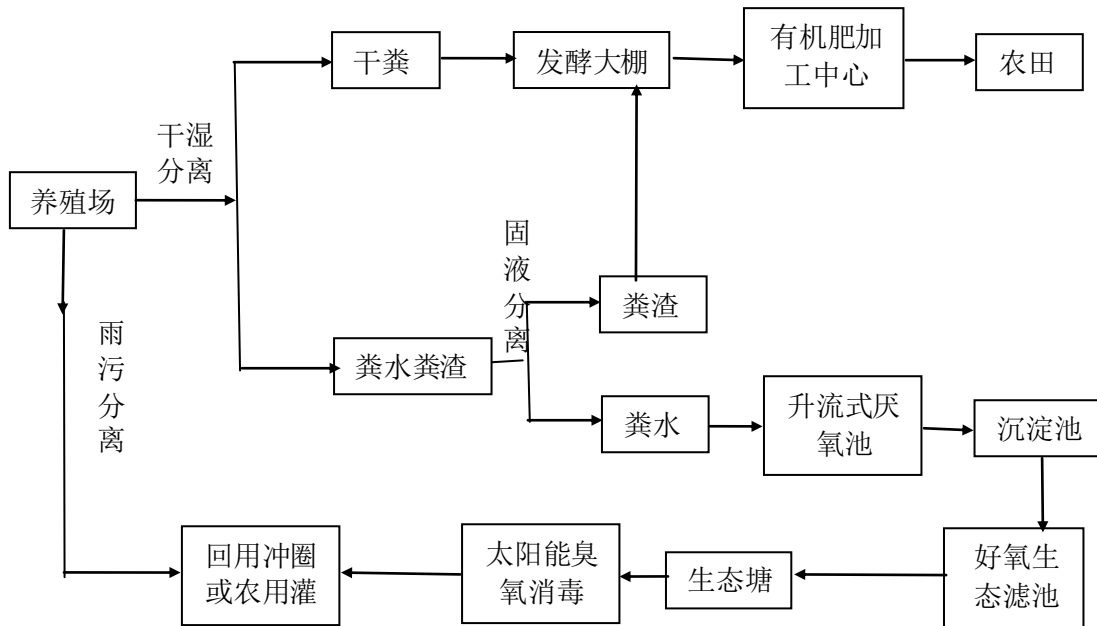 干粪
发酵大棚
有机肥加
工中心
农田
干湿
分离
养殖场
固
液
分
离
粪渣
雨
污
分
离
粪水粪渣
粪水
升流式厌
氧池
沉淀池
回用冲圈
或农用灌
太阳能臭
氧消毒
生态塘
好氧生
态滤池